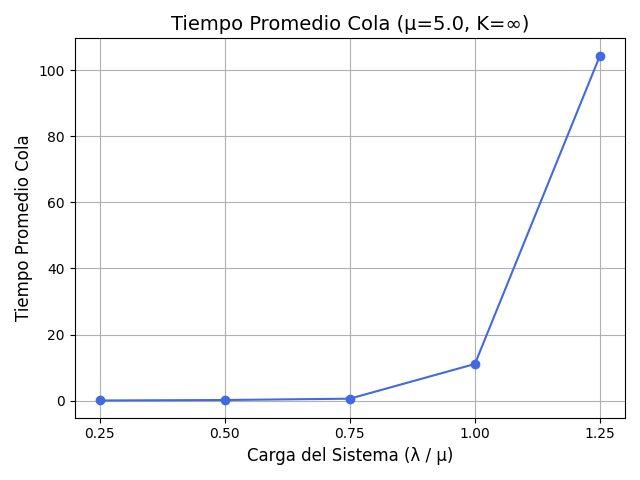 Tiempo Promedio Cola (μ=5.0, K=∞)
Tiempo Promedio Cola
100
80
60
40
20
0
0.25 0.50 0.75 1.00 1.25
Carga del Sistema (λ / μ)